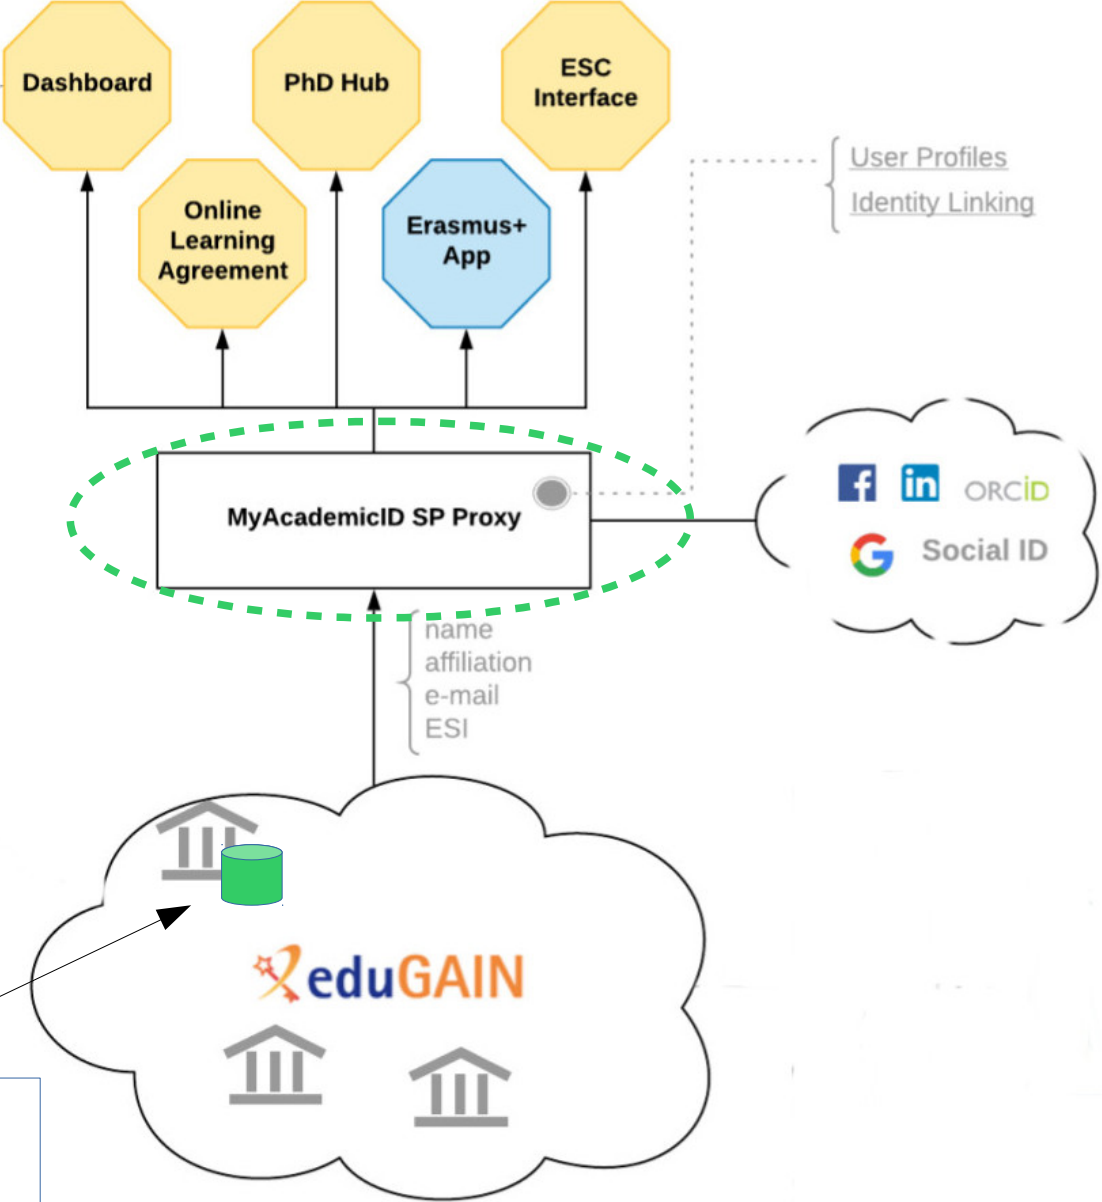 Dashboard
PhD Hub
ESC
Interface
Online
Learning
Agreement
Erasmus+
App
User Profiles
Identity Linking
MyAcademicID SP Proxy
f
in
ORCiD
G
Social ID
name
affiliation
e-mail
ESI
eduGAIN